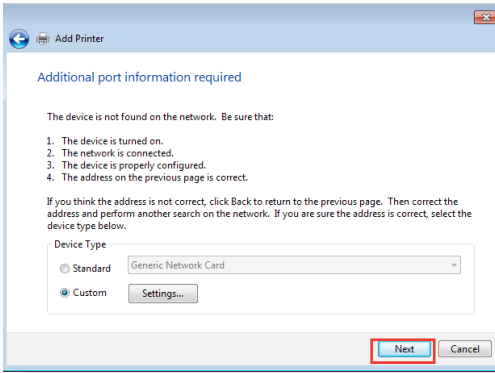 Add Printer
Additional port information required
The device is not found on the network.  Be sure that:
1.  The device is turned on.
2.  The network is connected.
3.  The device is properly configured.
4.  The address on the previous page is correct.
If you think the address is not correct, click Back to return to the previous page.  Then correct the
address and perform another search on the network.  If you are sure the address is correct, select the
device type below.
Device Type
Standard
Generic Network Card
Custom
Settings...
Next
Cancel